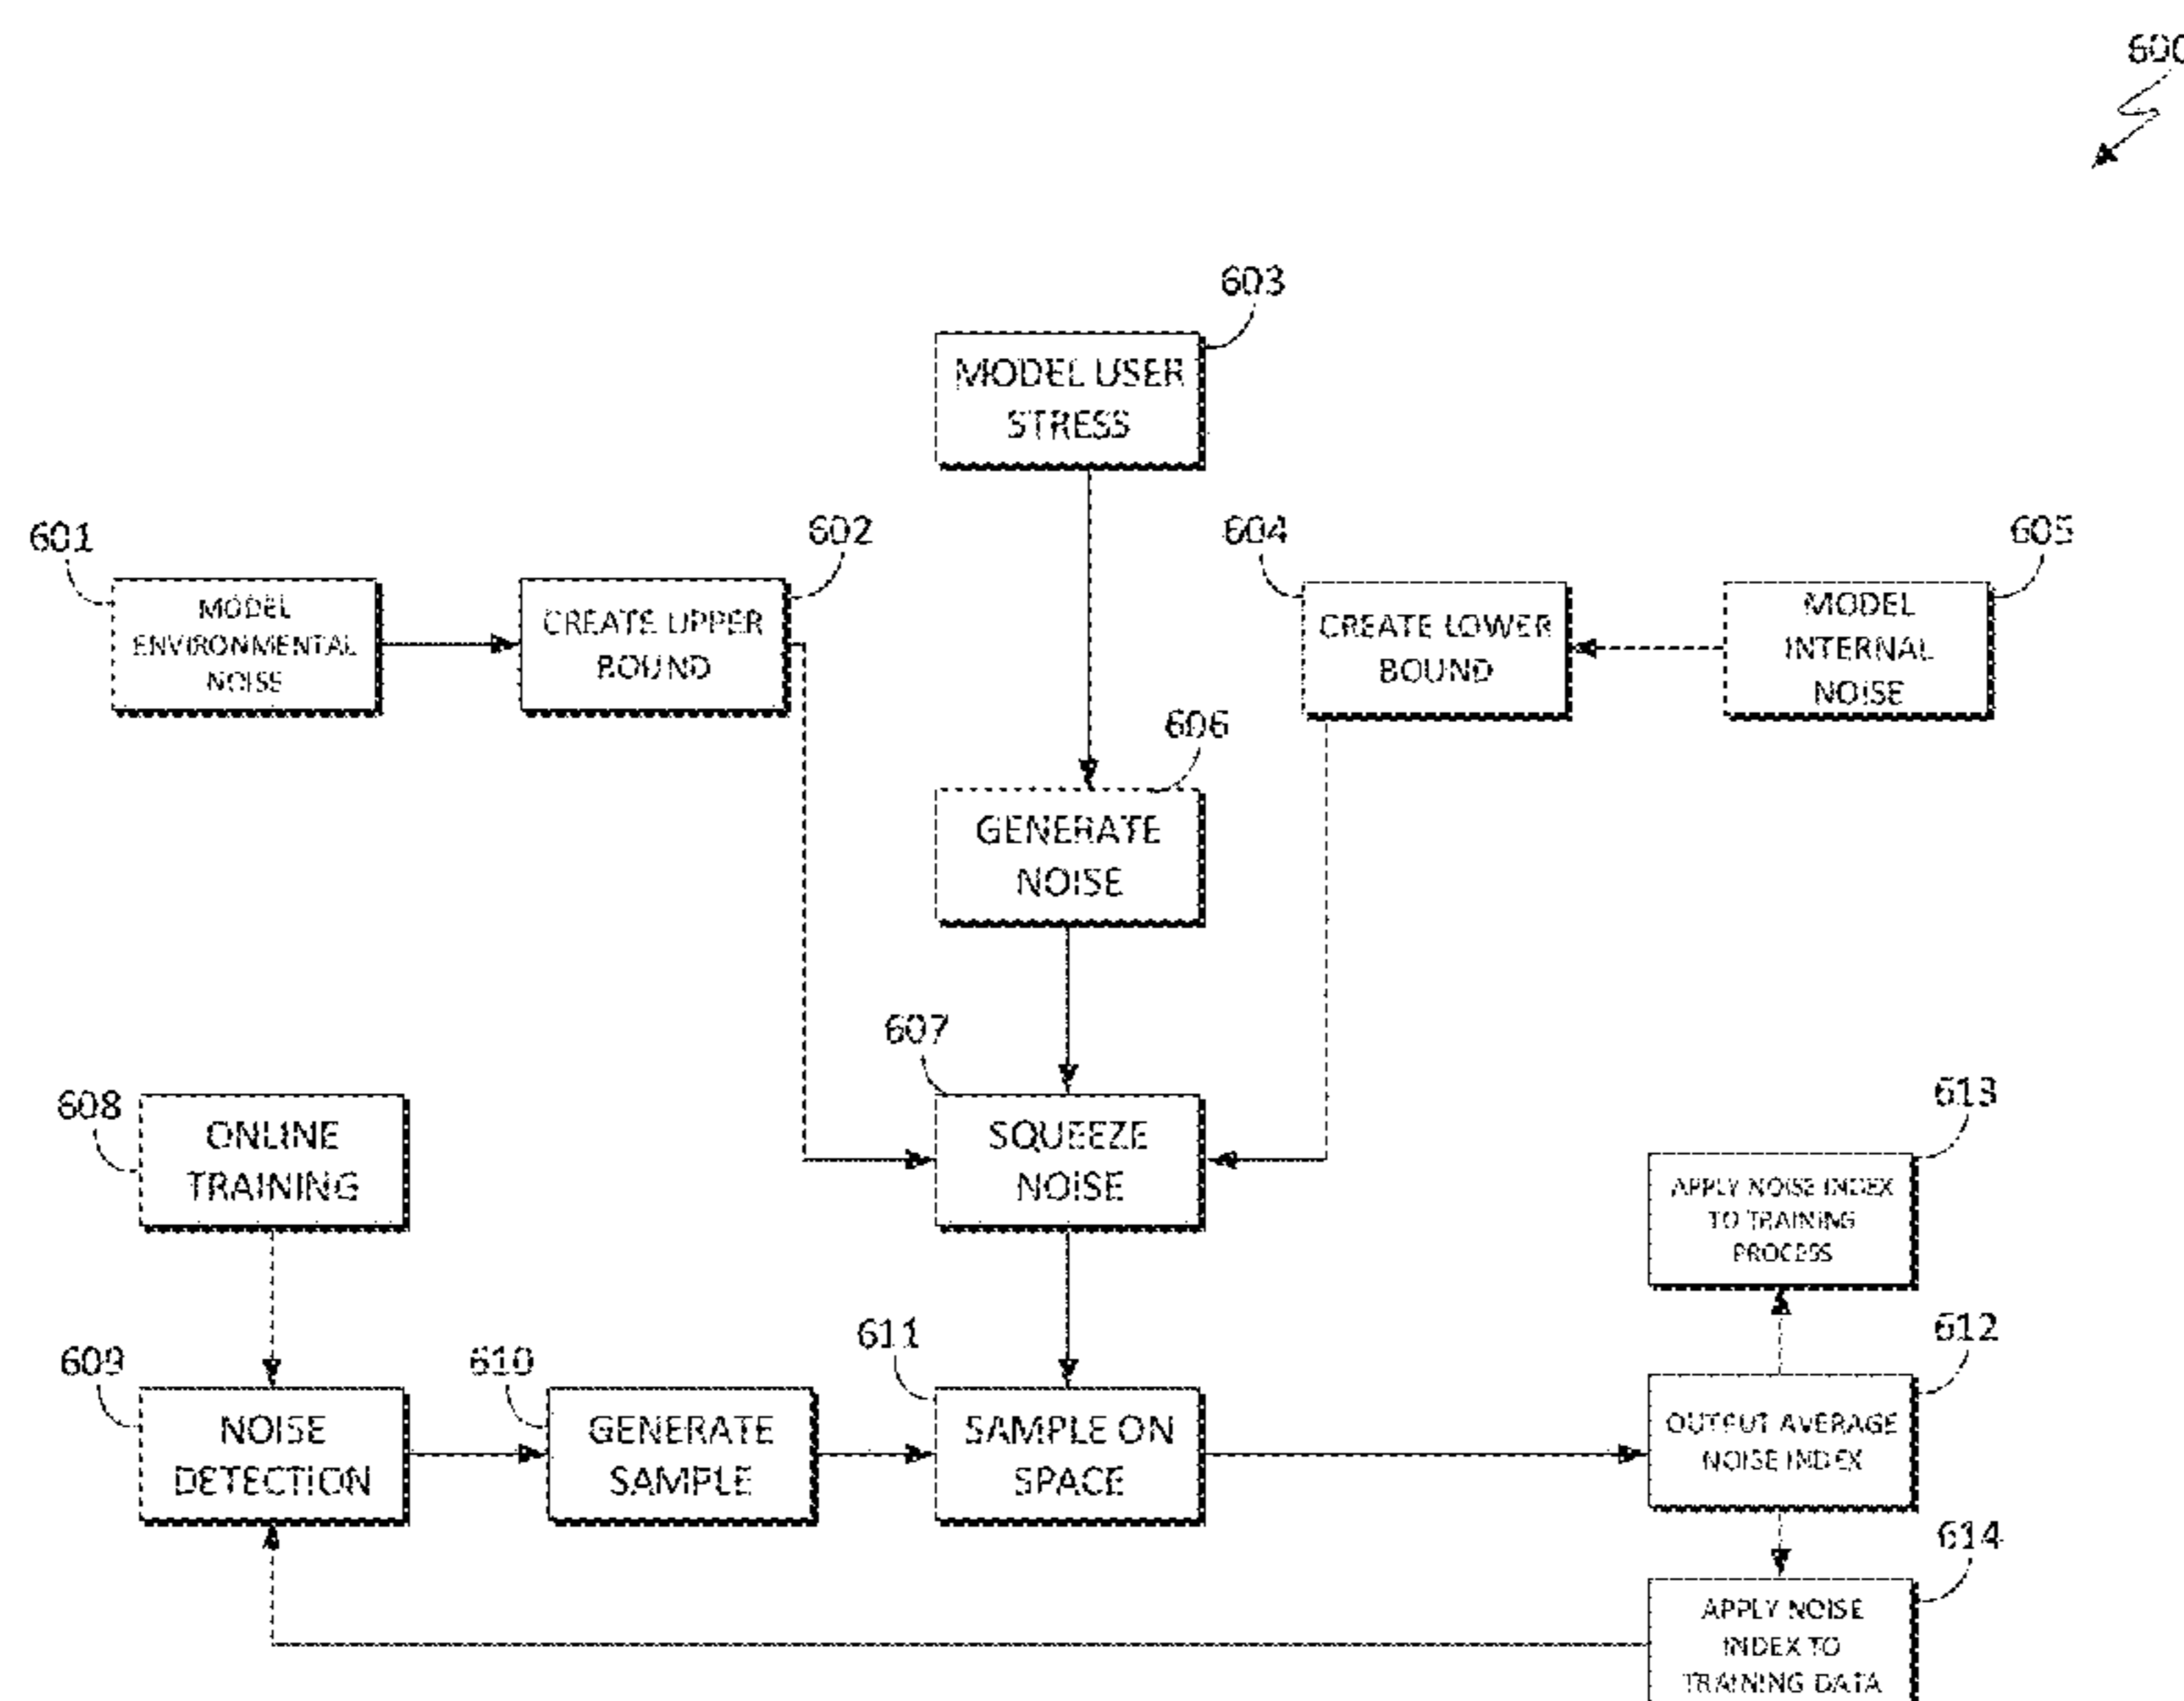 600
603
MODEL USER
STRESS
601
602
604
605
MODEL
ENVIRONMENTAL
NOISE
CREATE UPPER
BOUND
CREATE LOWER
BOUND
MODEL
INTERNAL
NOISE
606
GENERATE
NOISE
607
SQUEEZE
NOISE
608
ONLINE
TRAINING
613
APPLY NOISE INDEX
TO TRAINING
PROCESS
609
NOISE
DETECTION
610
GENERATE
SAMPLE
611
SAMPLE ON
SPACE
612
OUTPUT AVERAGE
NOISE INDEX
614
APPLY NOISE
INDEX TO
TRAINING DATA